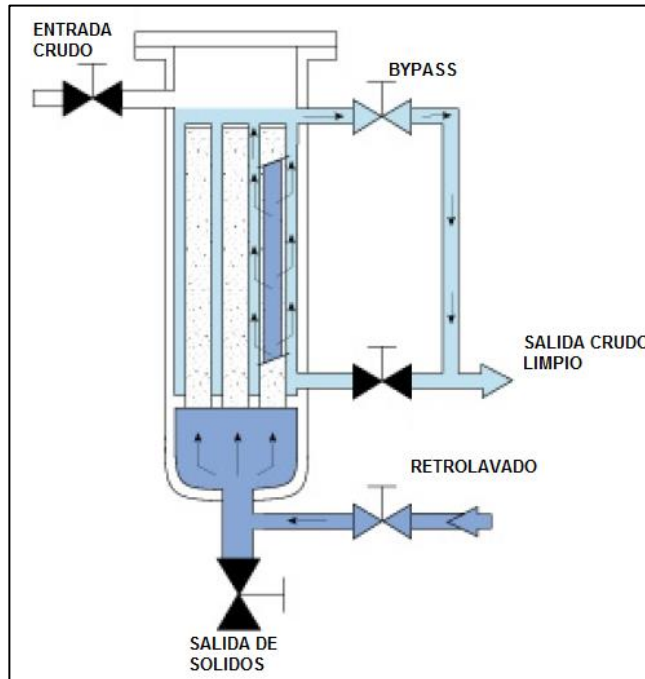 ENTRADA
CRUDO
BYPASS
SALIDA CRUDO
LIMPIO
RETROLAVADO
SALIDA DE
SOLIDOS